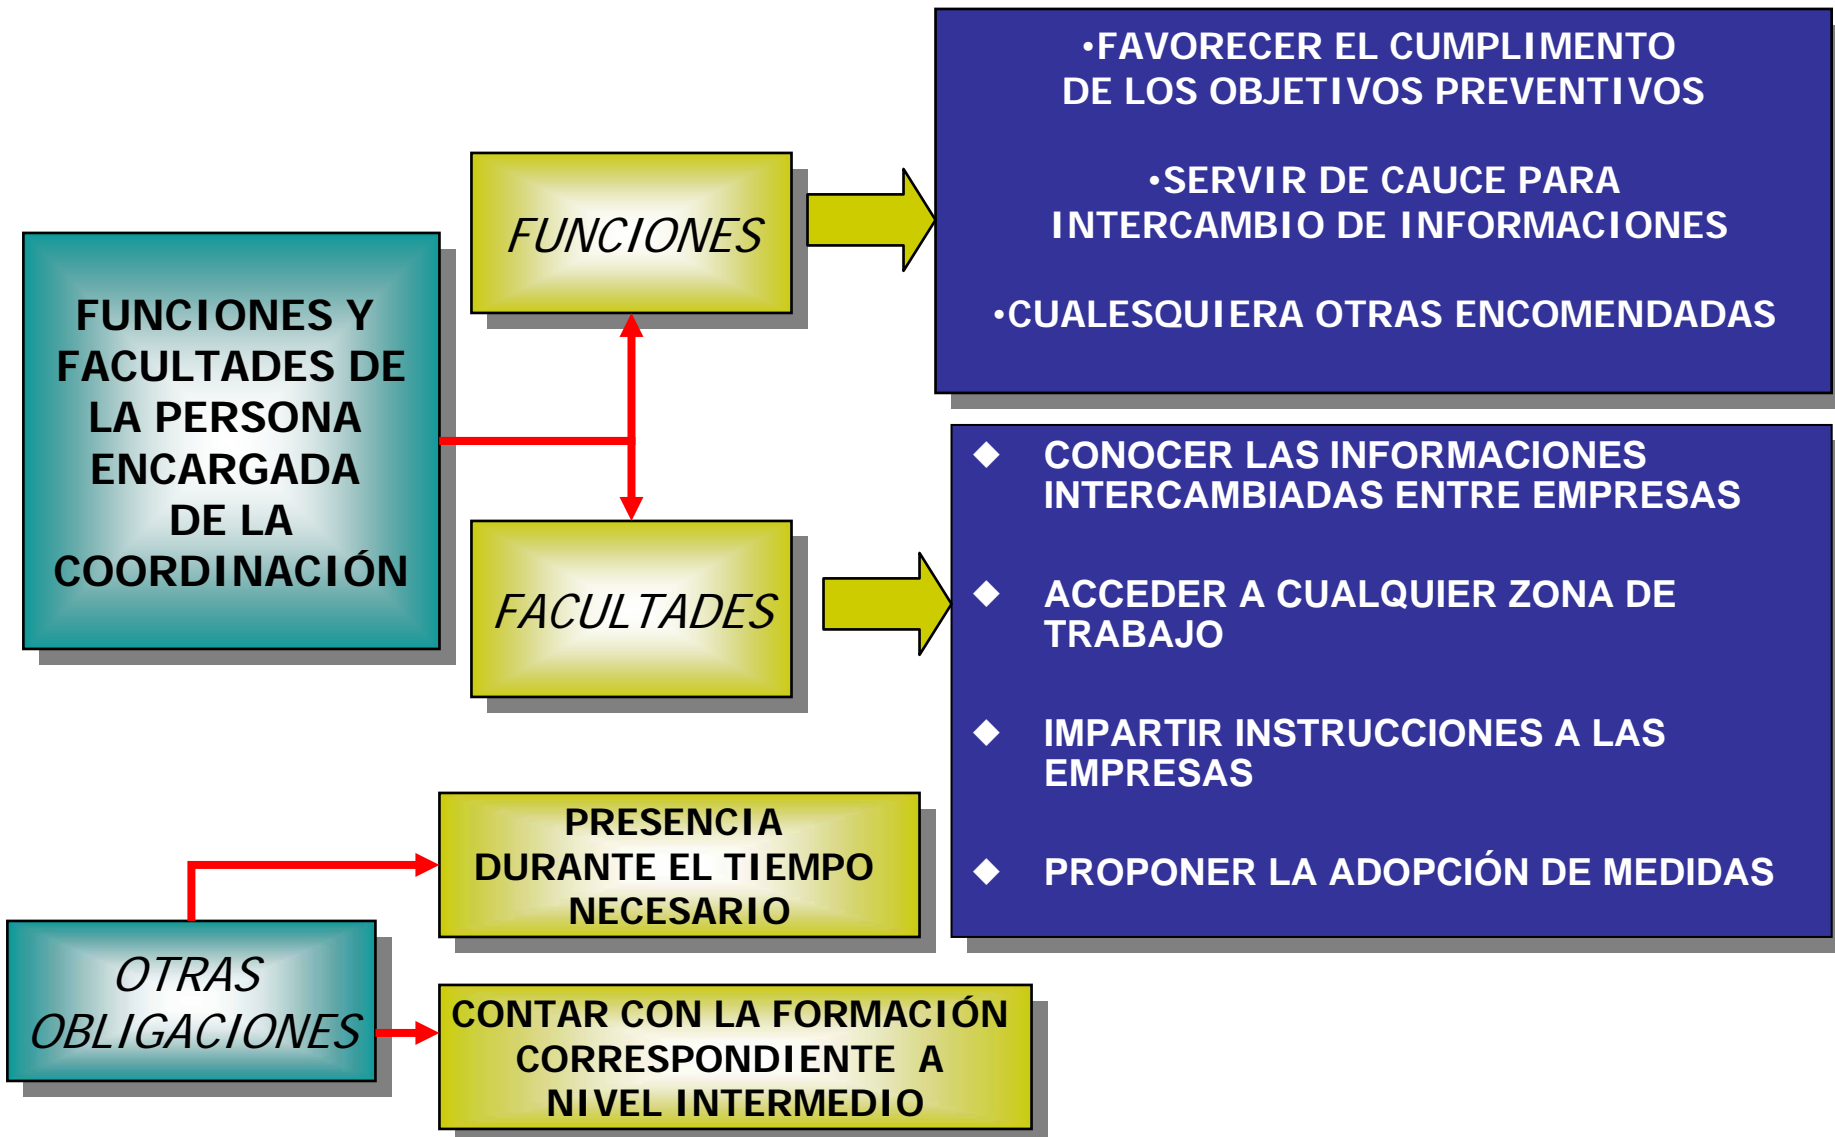 FUNCIONES Y
FACULTADES DE
LA PERSONA
ENCARGADA
DE LA
COORDINACIÓN
FUNCIONES
•FAVORECER EL CUMPLIMENTO
DE LOS OBJETIVOS PREVENTIVOS
•SERVIR DE CAUCE PARA
INTERCAMBIO DE INFORMACIONES
•CUALESQUIERA OTRAS ENCOMENDADAS
FACULTADES
◆ CONOCER LAS INFORMACIONES
INTERCAMBIADAS ENTRE EMPRESAS
◆ ACCEDER A CUALQUIER ZONA DE
TRABAJO
◆ IMPARTIR INSTRUCCIONES A LAS
EMPRESAS
◆ PROPONER LA ADOPCIÓN DE MEDIDAS
OTRAS
OBLIGACIONES
PRESENCIA
DURANTE EL TIEMPO
NECESARIO
CONTAR CON LA FORMACIÓN
CORRESPONDIENTE A
NIVEL INTERMEDIO